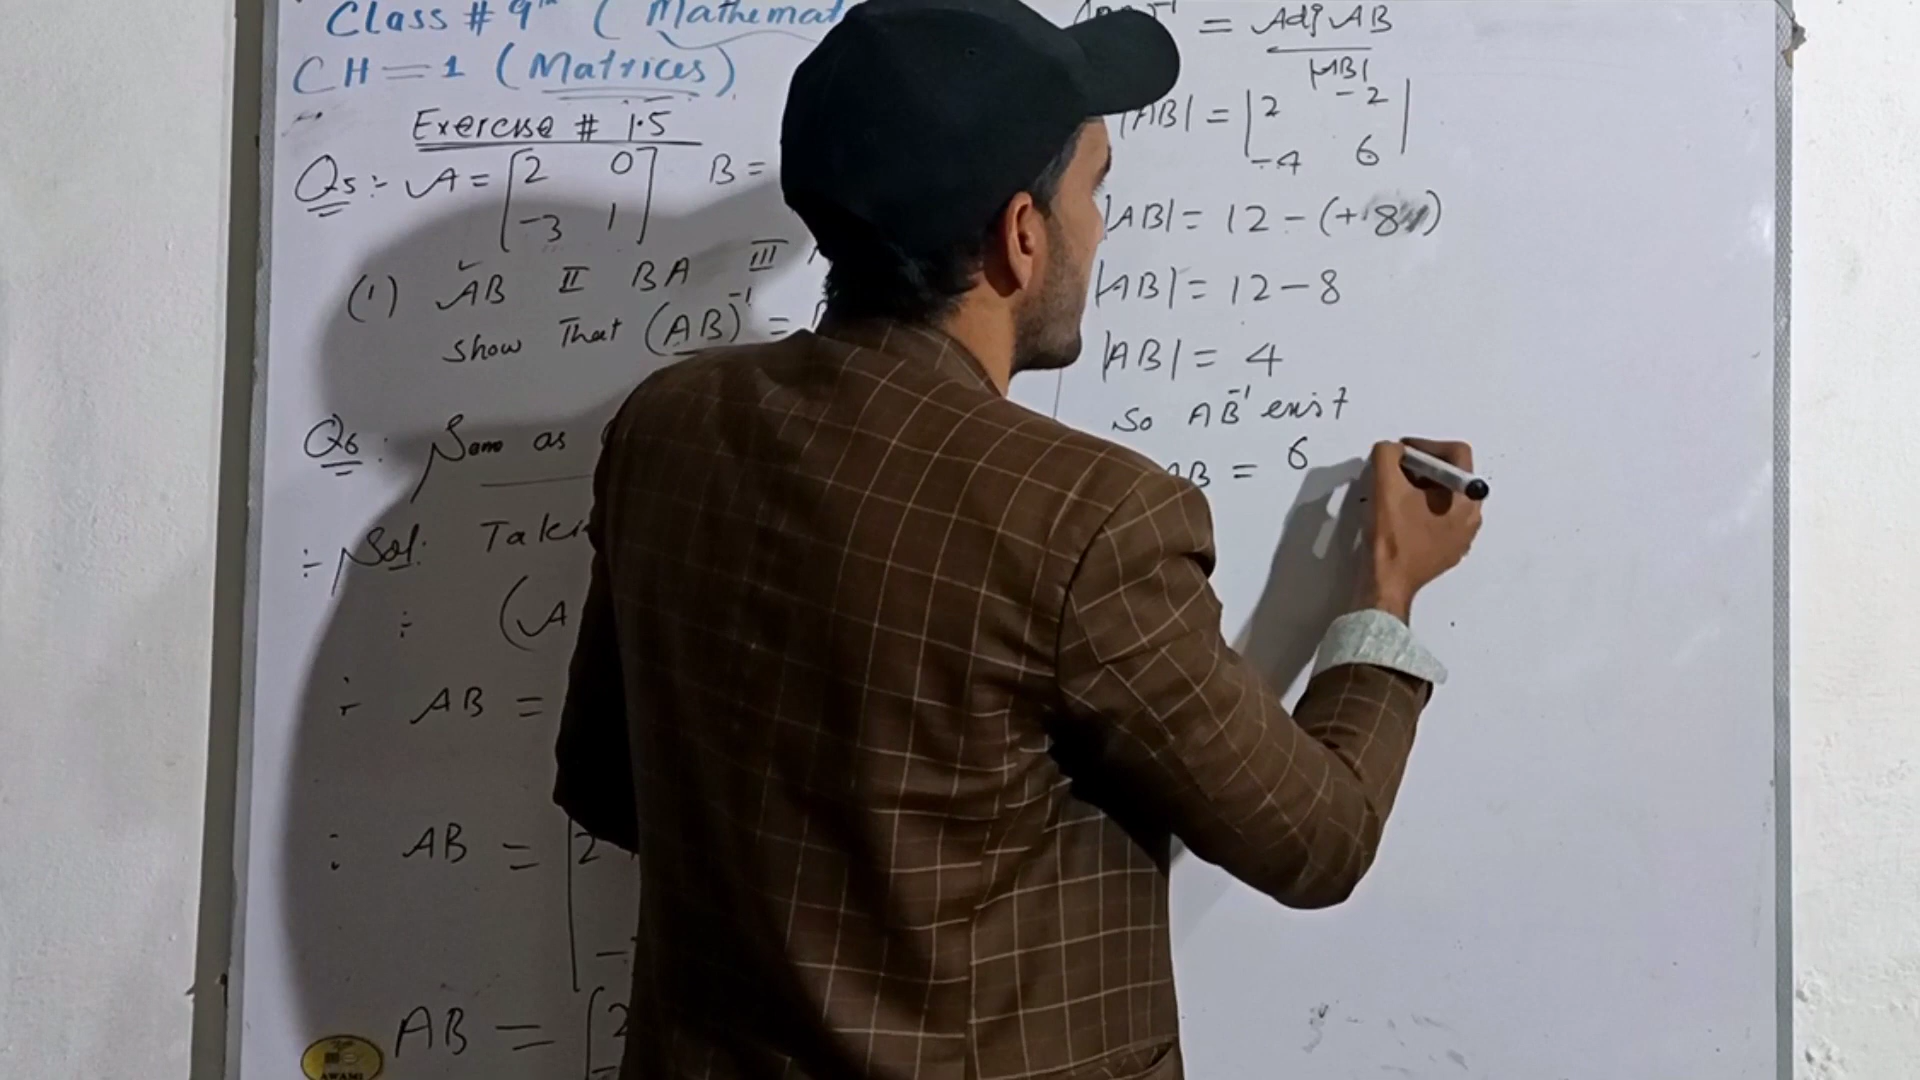 Class # 9th ( Mathemat
CH = 1 ( Matrices )
Exercise # 1.5
Q5 :- A = [2 0
-3 1] B =
(1) AB II BA III
Show That (AB)⁻¹ =
Q6 : Same as
:- Sol: Taki
∴ (A
∴ AB =
: AB = 2
AB = [2
AWAMI
= Adj AB
|AB|
|AB| = |2 -2
-4 6|
|AB| = 12 - (+8)
|AB| = 12 - 8
|AB| = 4
So AB⁻¹ exist
AB = 6